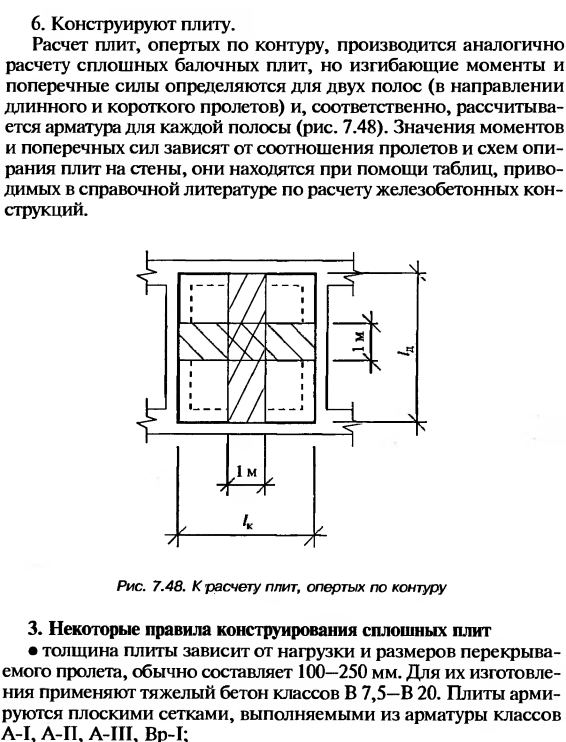 6. Конструируют плиту.
Расчет плит, опертых по контуру, производится аналогично
расчету сплошных балочных плит, но изгибающие моменты и
поперечные силы определяются для двух полос (в направлении
длинного и короткого пролетов) и, соответственно, рассчитыва-
ется арматура для каждой полосы (рис. 7.48). Значения моментов
и поперечных сил зависят от соотношения пролетов и схем опи-
рания плит на стены, они находятся при помощи таблиц, приво-
димых в справочной литературе по расчету железобетонных кон-
струкций.
1 м
lд
1 м
lк
Рис. 7.48. К расчету плит, опертых по контуру
3. Некоторые правила конструирования сплошных плит
• толщина плиты зависит от нагрузки и размеров перекрыва-
емого пролета, обычно составляет 100—250 мм. Для их изготовле-
ния применяют тяжелый бетон классов В 7,5—В 20. Плиты арми-
руются плоскими сетками, выполняемыми из арматуры классов
А-I, А-II, А-III, Вр-I;